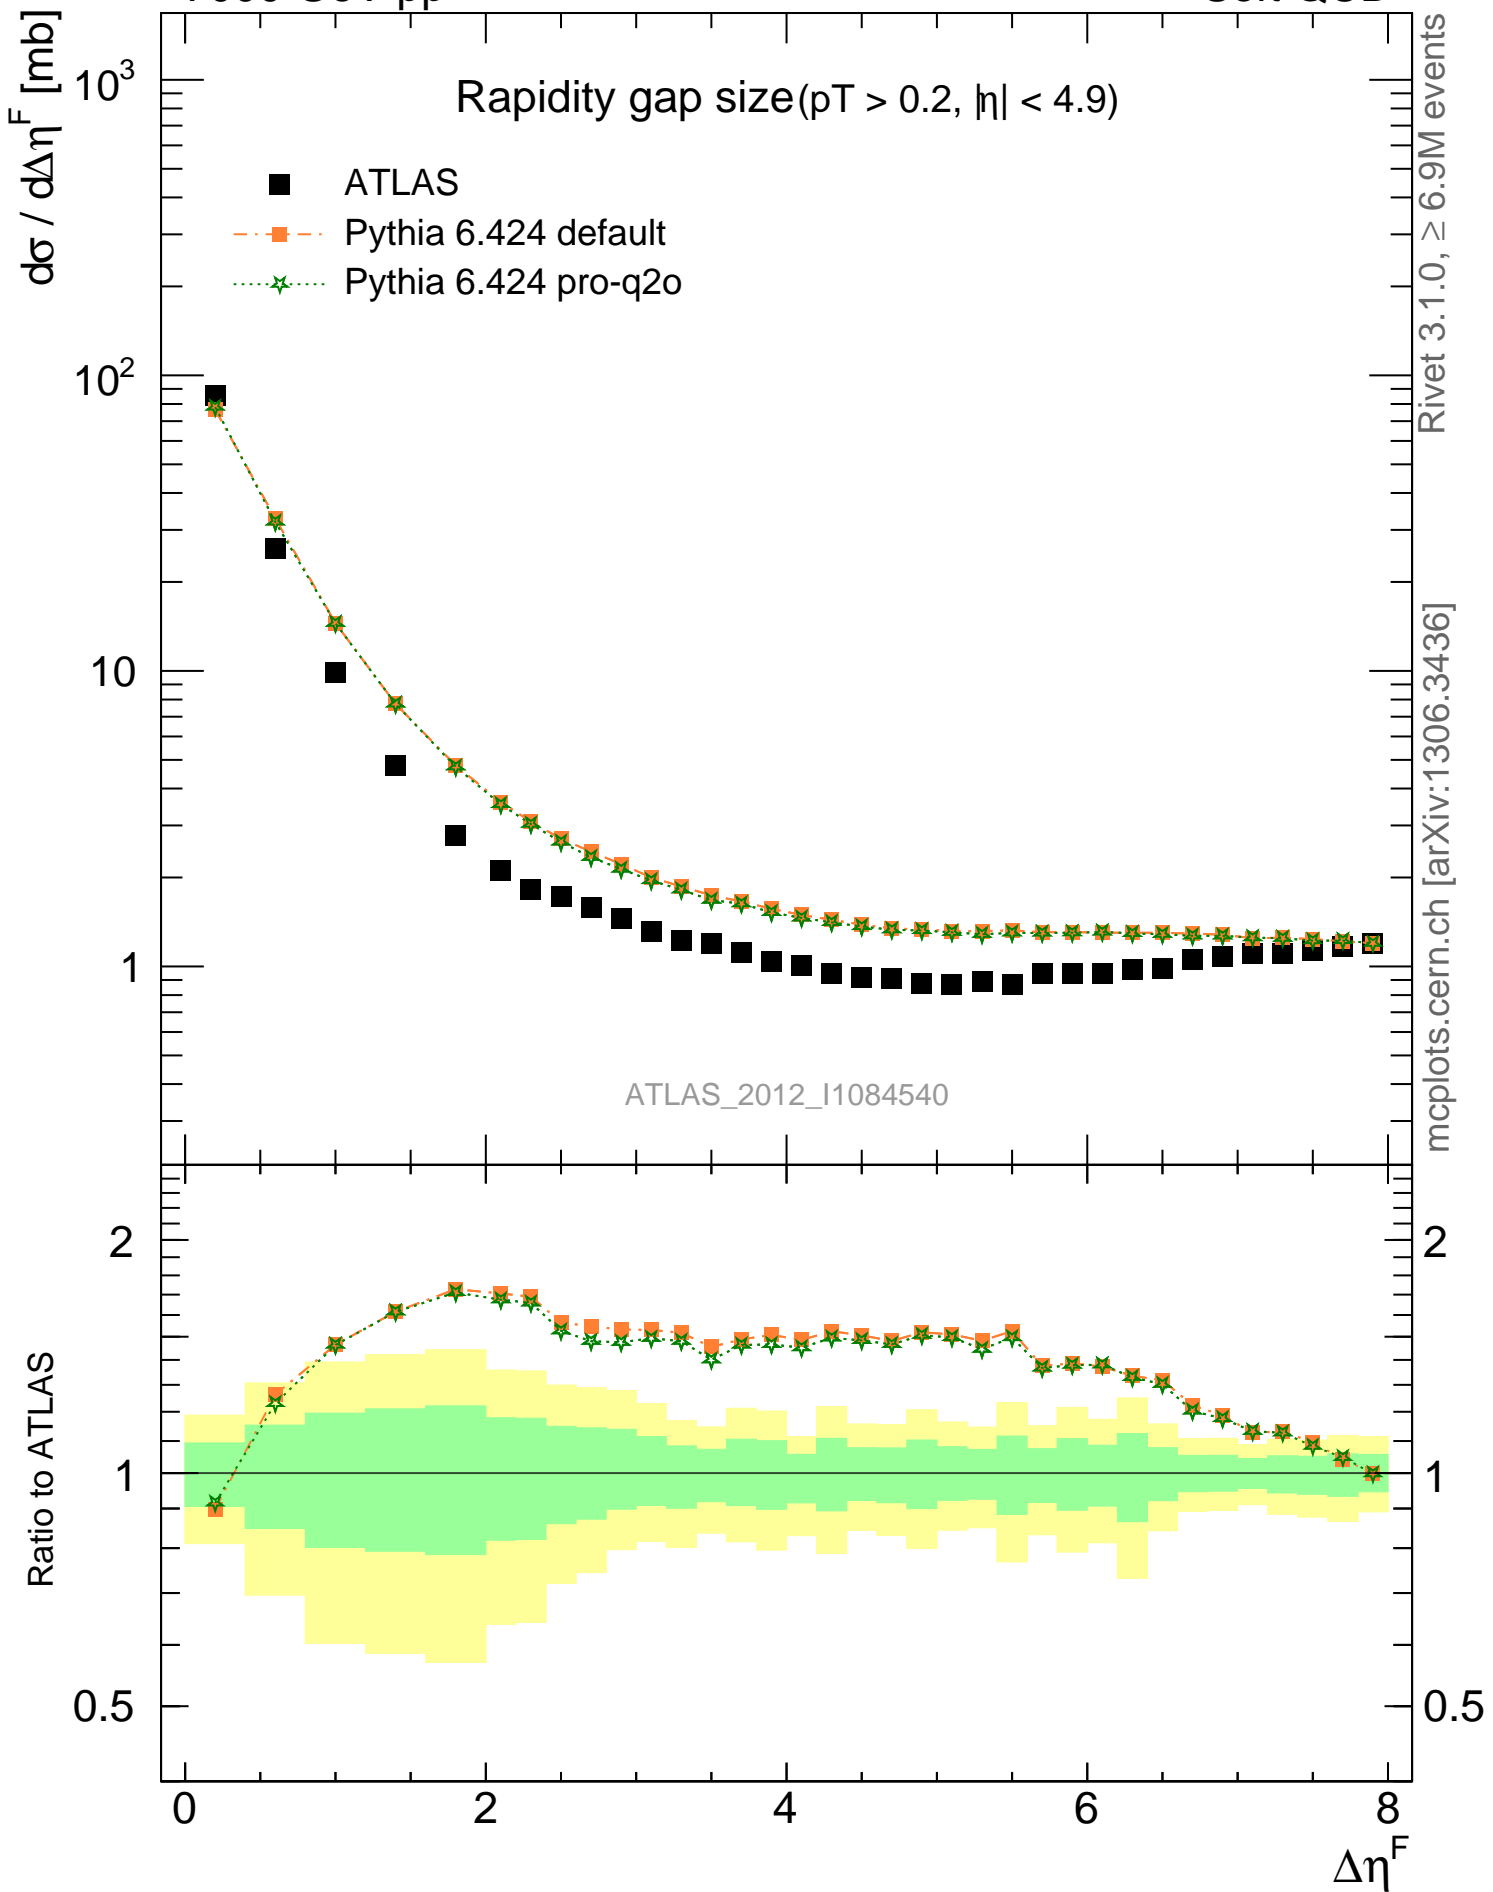 dσ / dΔη^F [mb]
Rapidity gap size (pT > 0.2, |η| < 4.9)
ATLAS
Pythia 6.424 default
Pythia 6.424 pro-q2o
10^3
10^2
10
1
ATLAS_2012_I1084540
Rivet 3.1.0, ≥ 6.9M events
mcplots.cern.ch [arXiv:1306.3436]
Ratio to ATLAS
2
1
0.5
2
1
0.5
0 2 4 6 8
Δη^F